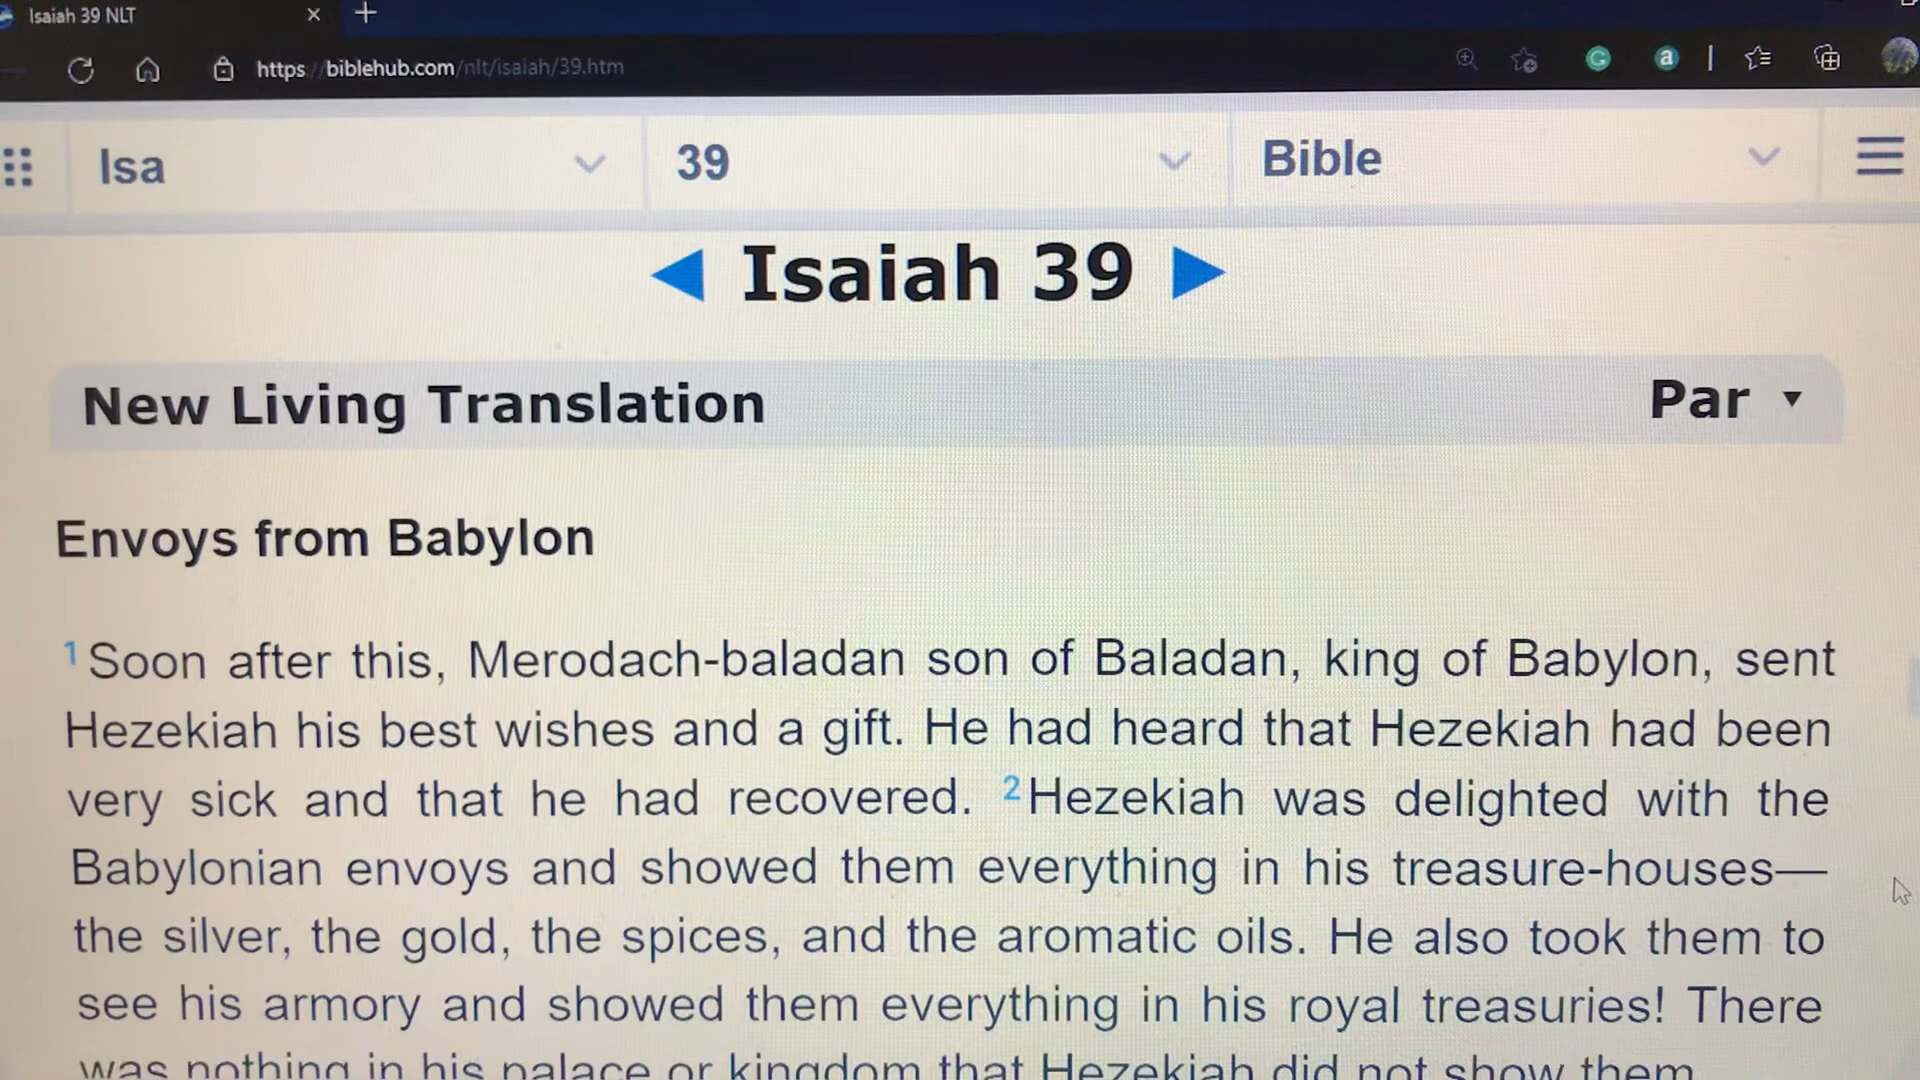 Isaiah 39 NLT
https://biblehub.com/nlt/isaiah/39.htm
Isa 39 Bible
Isaiah 39
New Living Translation Par
Envoys from Babylon
1 Soon after this, Merodach-baladan son of Baladan, king of Babylon, sent
Hezekiah his best wishes and a gift. He had heard that Hezekiah had been
very sick and that he had recovered. 2 Hezekiah was delighted with the
Babylonian envoys and showed them everything in his treasure-houses—
the silver, the gold, the spices, and the aromatic oils. He also took them to
see his armory and showed them everything in his royal treasuries! There
was nothing in his palace or kingdom that Hezekiah did not show them.